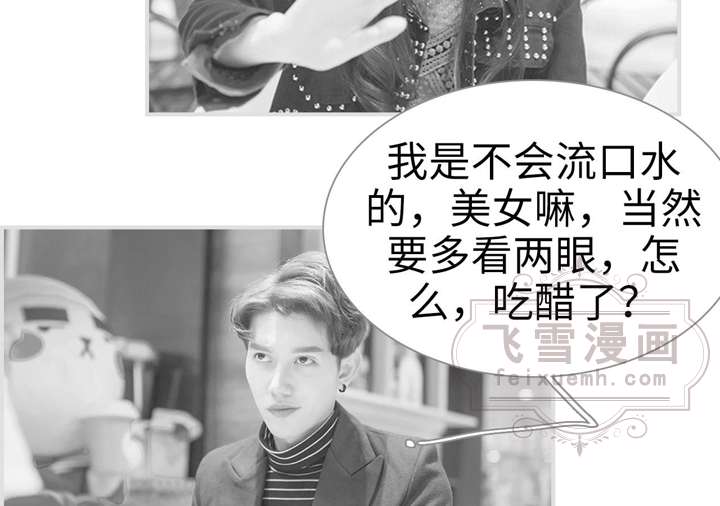 我是不会流口水
的，美女嘛，当然
要多看两眼，怎
么，吃醋了？
飞雪漫画
feixuemh.com